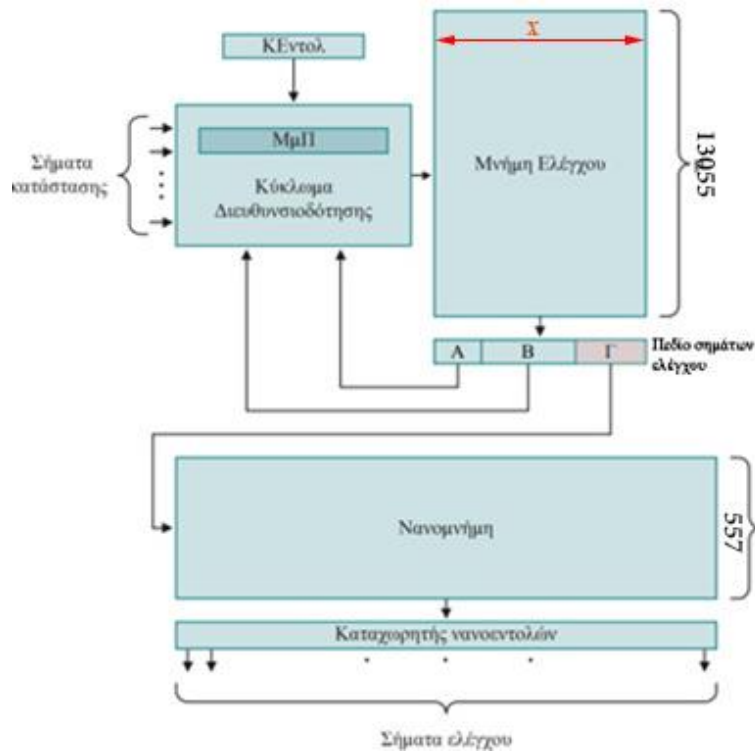 x
ΚΕντολ
ΜμΠ
Σήματα
κατάστασης
Κύκλωμα
Διευθυνσιοδότησης
Μνήμη Ελέγχου
13055
Α Β Γ
Πεδίο σημάτων
ελέγχου
Νανομνήμη
557
Καταχωρητής νανοεντολών
Σήματα ελέγχου